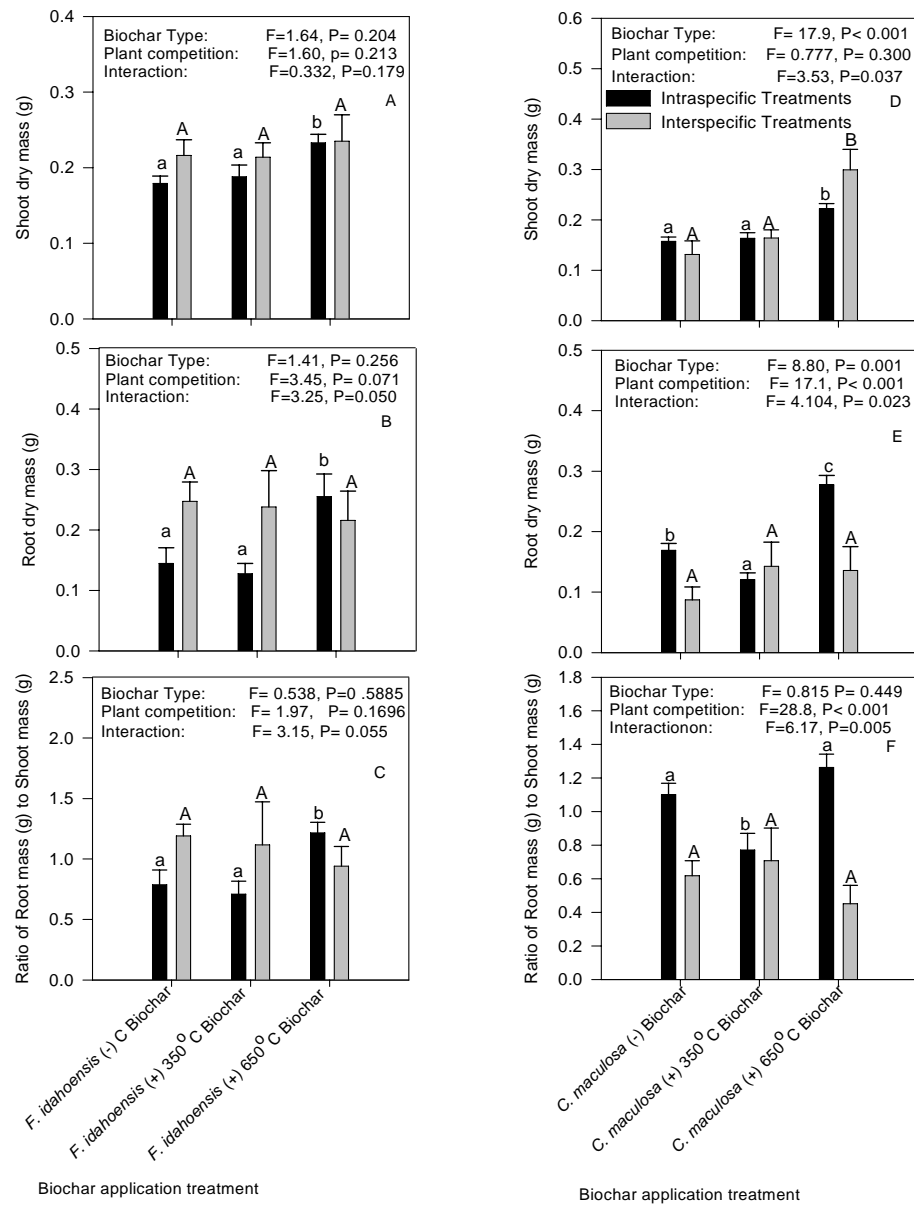 0.4
0.3
0.2
0.1
0.0
Shoot dry mass (g)
Biochar Type: F=1.64, P= 0.204
Plant competition: F=1.60, p= 0.213
Interaction: F=0.332, P=0.179
A
a A a A b A
0.5
0.4
0.3
0.2
0.1
0.0
Root dry mass (g)
Biochar Type: F=1.41, P= 0.256
Plant competition: F=3.45, P= 0.071
Interaction: F=3.25, P=0.050
B
a A a A b A
2.5
2.0
1.5
1.0
0.5
0.0
Ratio of Root mass (g) to Shoot mass (g)
Biochar Type: F= 0.538, P=0 .5885
Plant competition: F= 1.97, P= 0.1696
Interaction: F= 3.15, P= 0.055
C
a A a A b A
F. idahoensis (-) C Biochar
F. idahoensis (+) 350 o C Biochar
F. idahoensis (+) 650 o C Biochar
Biochar application treatment
0.6
0.5
0.4
0.3
0.2
0.1
0.0
Shoot dry mass (g)
Biochar Type: F= 17.9, P< 0.001
Plant competition: F= 0.777, P= 0.300
Interaction: F=3.53, P=0.037
Intraspecific Treatments
D
Interspecific Treatments
a A a A b B
0.5
0.4
0.3
0.2
0.1
0.0
Root dry mass (g)
Biochar Type: F= 8.80, P= 0.001
Plant competition: F= 17.1, P< 0.001
Interaction: F= 4.104, P= 0.023
E
b A a A c A
1.8
1.6
1.4
1.2
1.0
0.8
0.6
0.4
0.2
0.0
Ratio of Root mass (g) to Shoot mass (g)
Biochar Type: F= 0.815 P= 0.449
Plant competition: F=28.8, P< 0.001
Interactionon: F=6.17, P=0.005
F
a A b A a A
C. maculosa (-) Biochar
C. maculosa (+) 350 o C Biochar
C. maculosa (+) 650 o C Biochar
Biochar application treatment